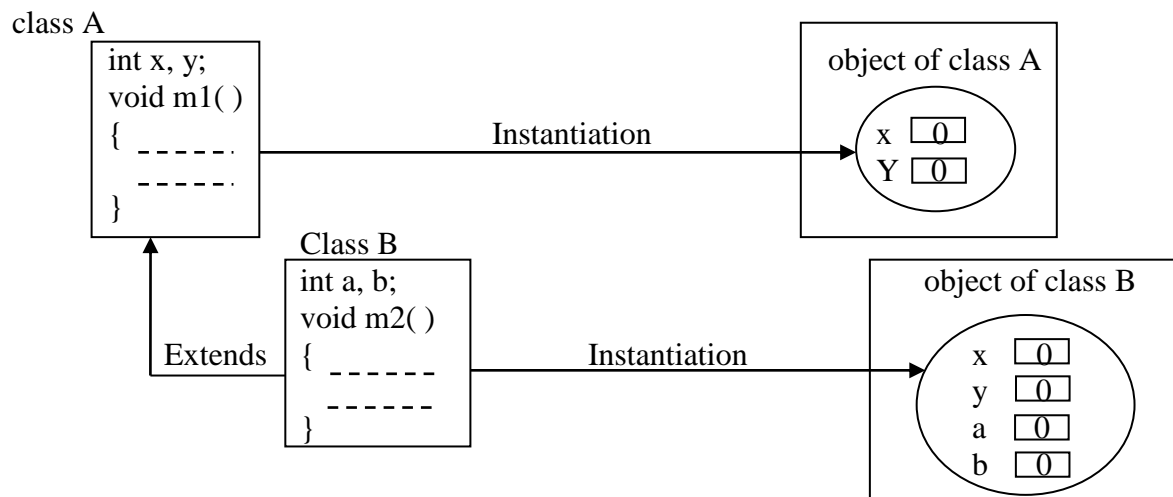 class A
int x, y;
void m1( )
{
}
Instantiation
object of class A
x 0
Y 0
Extends
Class B
int a, b;
void m2( )
{
}
Instantiation
object of class B
x 0
y 0
a 0
b 0